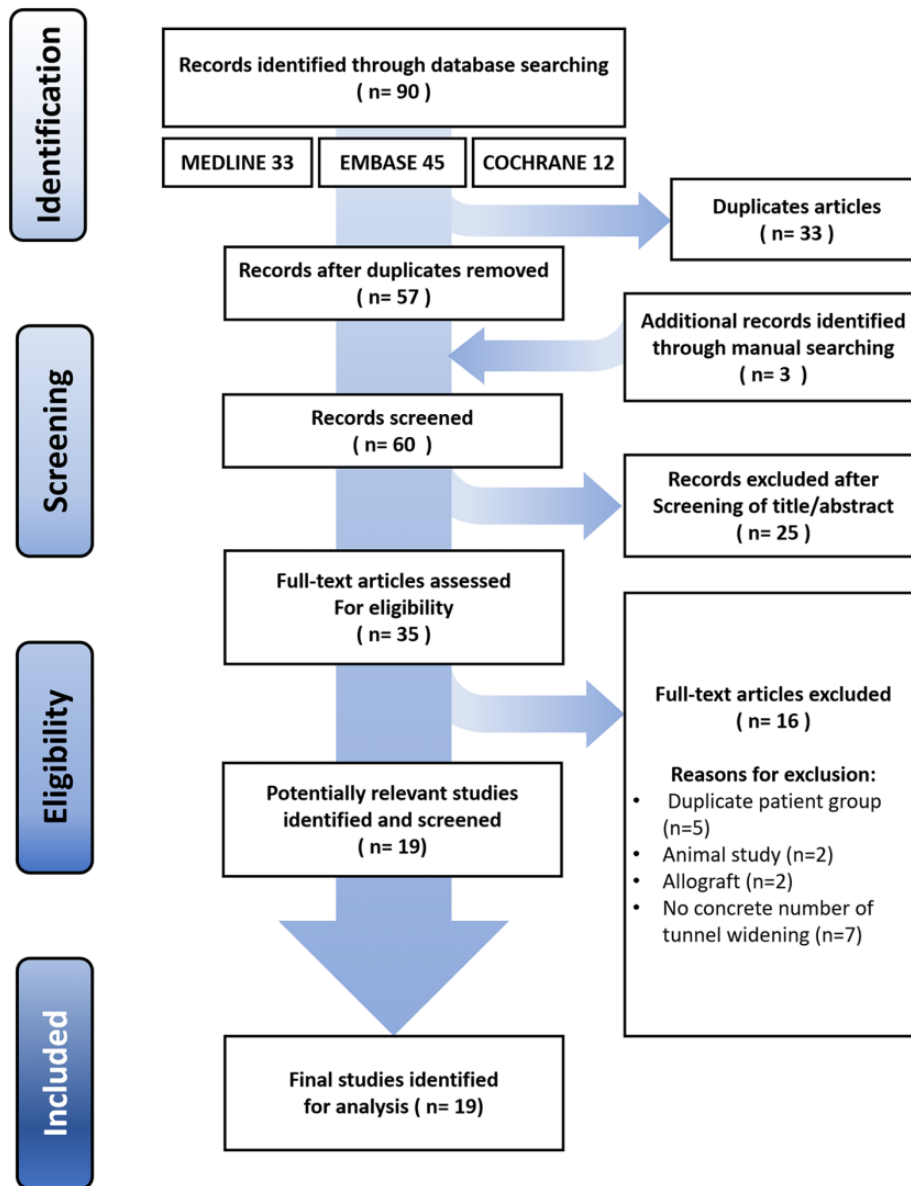 Identification
Records identified through database searching
( n= 90 )
MEDLINE 33
EMBASE 45
COCHRANE 12
Duplicates articles
( n= 33 )
Records after duplicates removed
( n= 57 )
Additional records identified
through manual searching
( n= 3 )
Screening
Records screened
( n= 60 )
Records excluded after
Screening of title/abstract
( n= 25 )
Full-text articles assessed
For eligibility
( n= 35 )
Eligibility
Full-text articles excluded
( n= 16 )
Reasons for exclusion:
• Duplicate patient group
(n=5)
• Animal study (n=2)
• Allograft (n=2)
• No concrete number of
tunnel widening (n=7)
Potentially relevant studies
identified and screened
( n= 19)
Included
Final studies identified
for analysis ( n= 19)